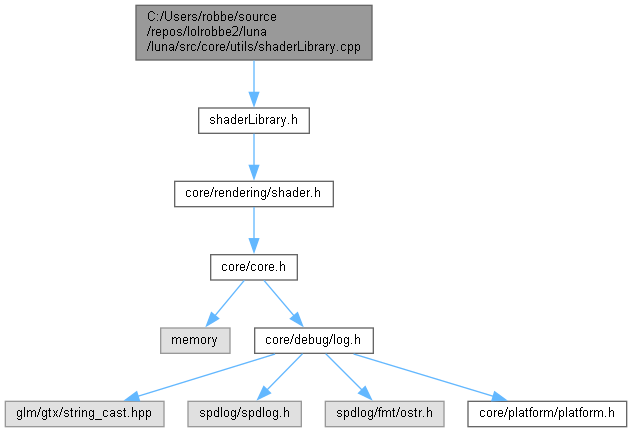 C:/Users/robbe/source
/repos/lolrobbe2/luna
/luna/src/core/utils/shaderLibrary.cpp
shaderLibrary.h
core/rendering/shader.h
core/core.h
memory
core/debug/log.h
glm/gtx/string_cast.hpp
spdlog/spdlog.h
spdlog/fmt/ostr.h
core/platform/platform.h